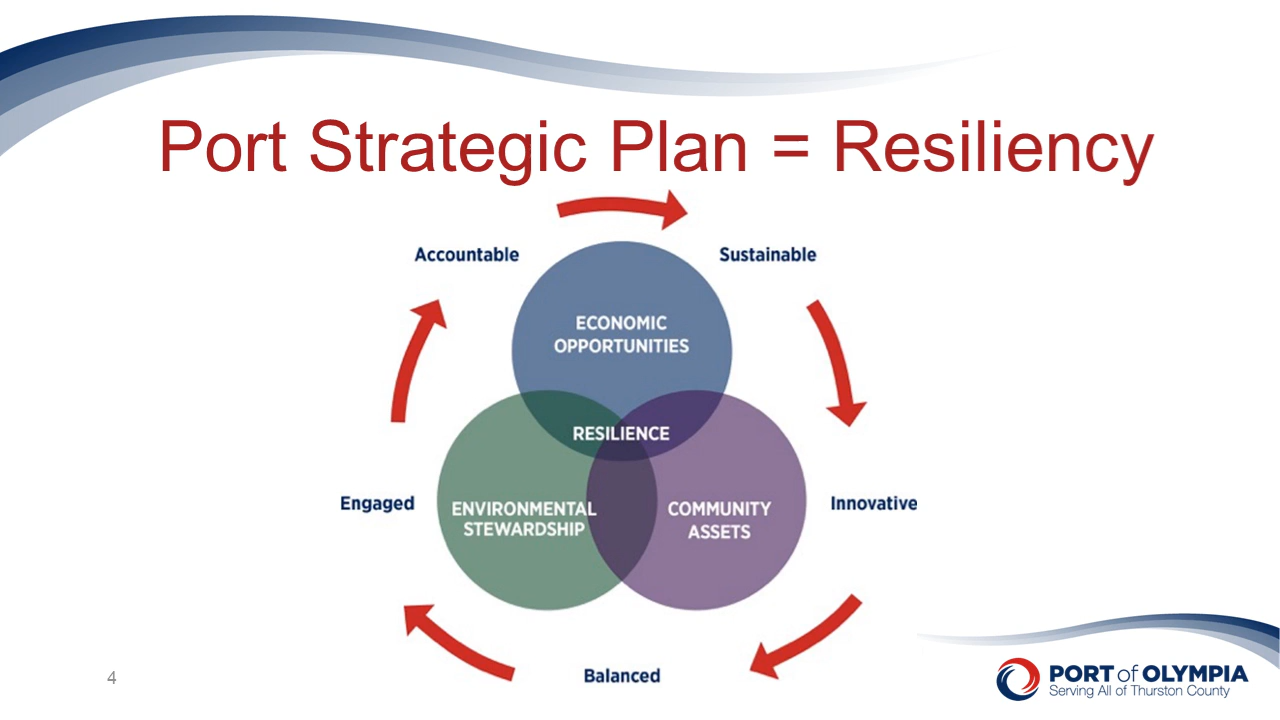 Port Strategic Plan = Resiliency
Accountable
Sustainable
ECONOMIC
OPPORTUNITIES
RESILIENCE
Engaged
ENVIRONMENTAL
STEWARDSHIP
COMMUNITY
ASSETS
Innovative
Balanced
4
PORT of OLYMPIA
Serving All of Thurston County